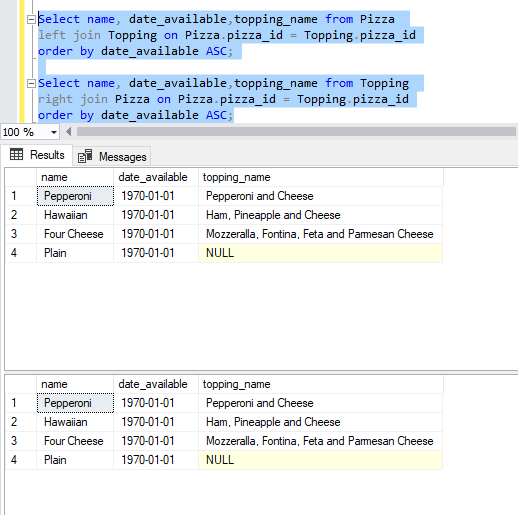 Select name, date_available,topping_name from Pizza
left join Topping on Pizza.pizza_id = Topping.pizza_id
order by date_available ASC;
Select name, date_available,topping_name from Topping
right join Pizza on Pizza.pizza_id = Topping.pizza_id
order by date_available ASC;
100 %
Results Messages
name date_available topping_name
1 Pepperoni 1970-01-01 Pepperoni and Cheese
2 Hawaiian 1970-01-01 Ham, Pineapple and Cheese
3 Four Cheese 1970-01-01 Mozzeralla, Fontina, Feta and Parmesan Cheese
4 Plain 1970-01-01 NULL
name date_available topping_name
1 Pepperoni 1970-01-01 Pepperoni and Cheese
2 Hawaiian 1970-01-01 Ham, Pineapple and Cheese
3 Four Cheese 1970-01-01 Mozzeralla, Fontina, Feta and Parmesan Cheese
4 Plain 1970-01-01 NULL